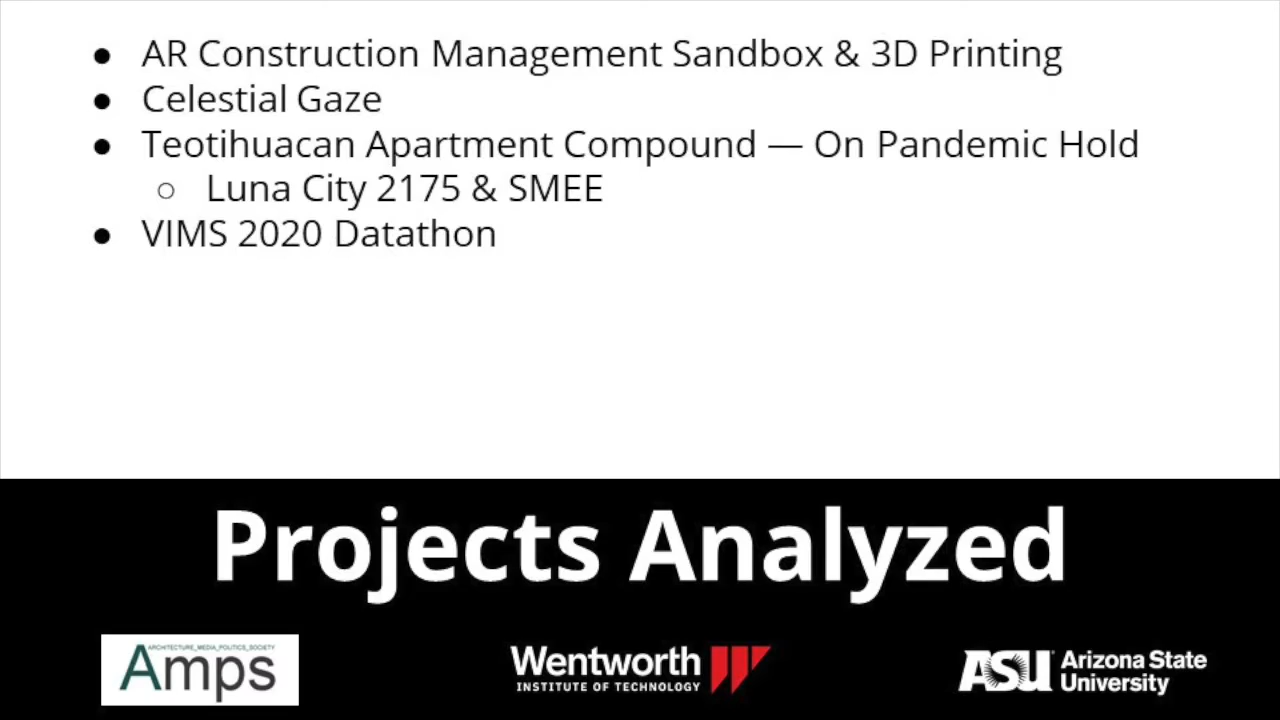 ● AR Construction Management Sandbox & 3D Printing
● Celestial Gaze
● Teotihuacan Apartment Compound — On Pandemic Hold
○ Luna City 2175 & SMEE
● VIMS 2020 Datathon
Projects Analyzed
ARCHITECTURE_MEDIA_POLITICS_SOCIETY
Amps
Wentworth
INSTITUTE OF TECHNOLOGY
ASU Arizona State
University